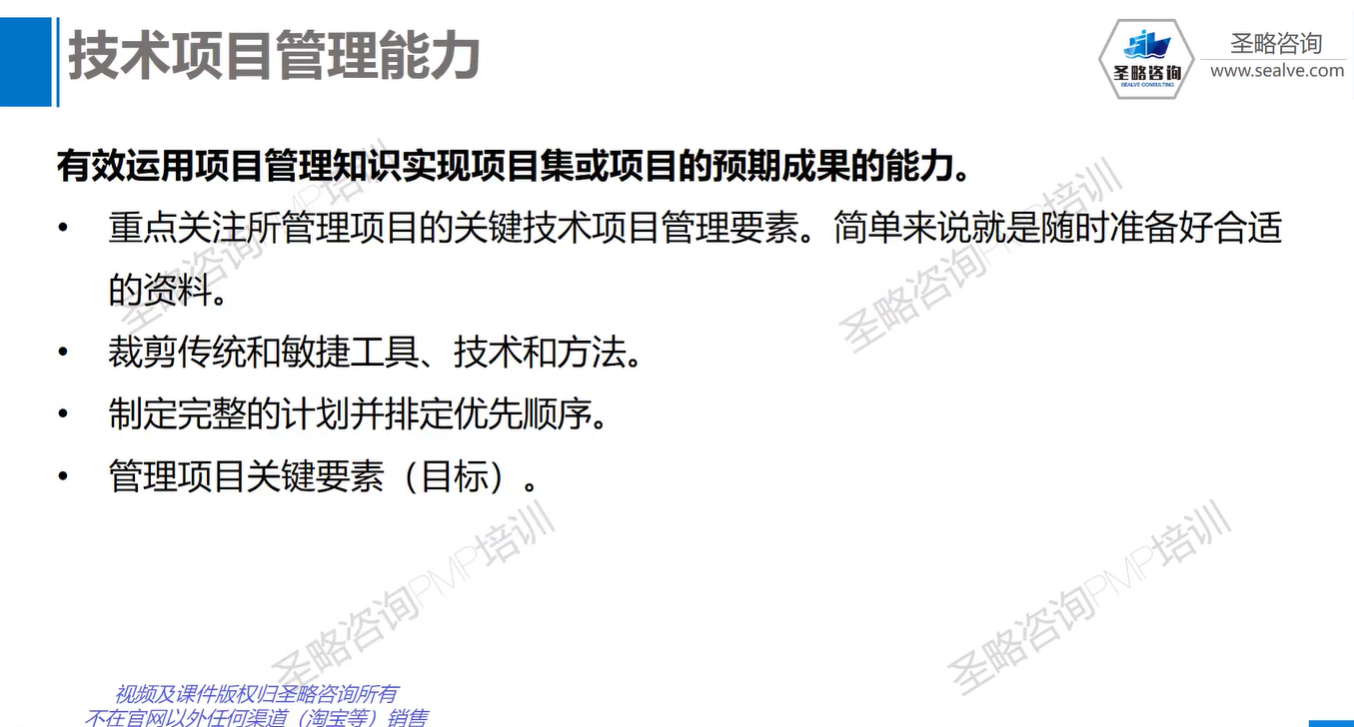 技术项目管理能力
圣略咨询
SEALVE CONSULTING
圣略咨询
www.sealve.com
有效运用项目管理知识实现项目集或项目的预期成果的能力。
• 重点关注所管理项目的关键技术项目管理要素。简单来说就是随时准备好合适
的资料。
• 裁剪传统和敏捷工具、技术和方法。
• 制定完整的计划并排定优先顺序。
• 管理项目关键要素（目标）。
圣略咨询PMP培训
圣略咨询PMP培训
圣略咨询PMP培训
圣略咨询PMP培训
视频及课件版权归圣略咨询所有
不在官网以外任何渠道（淘宝等）销售